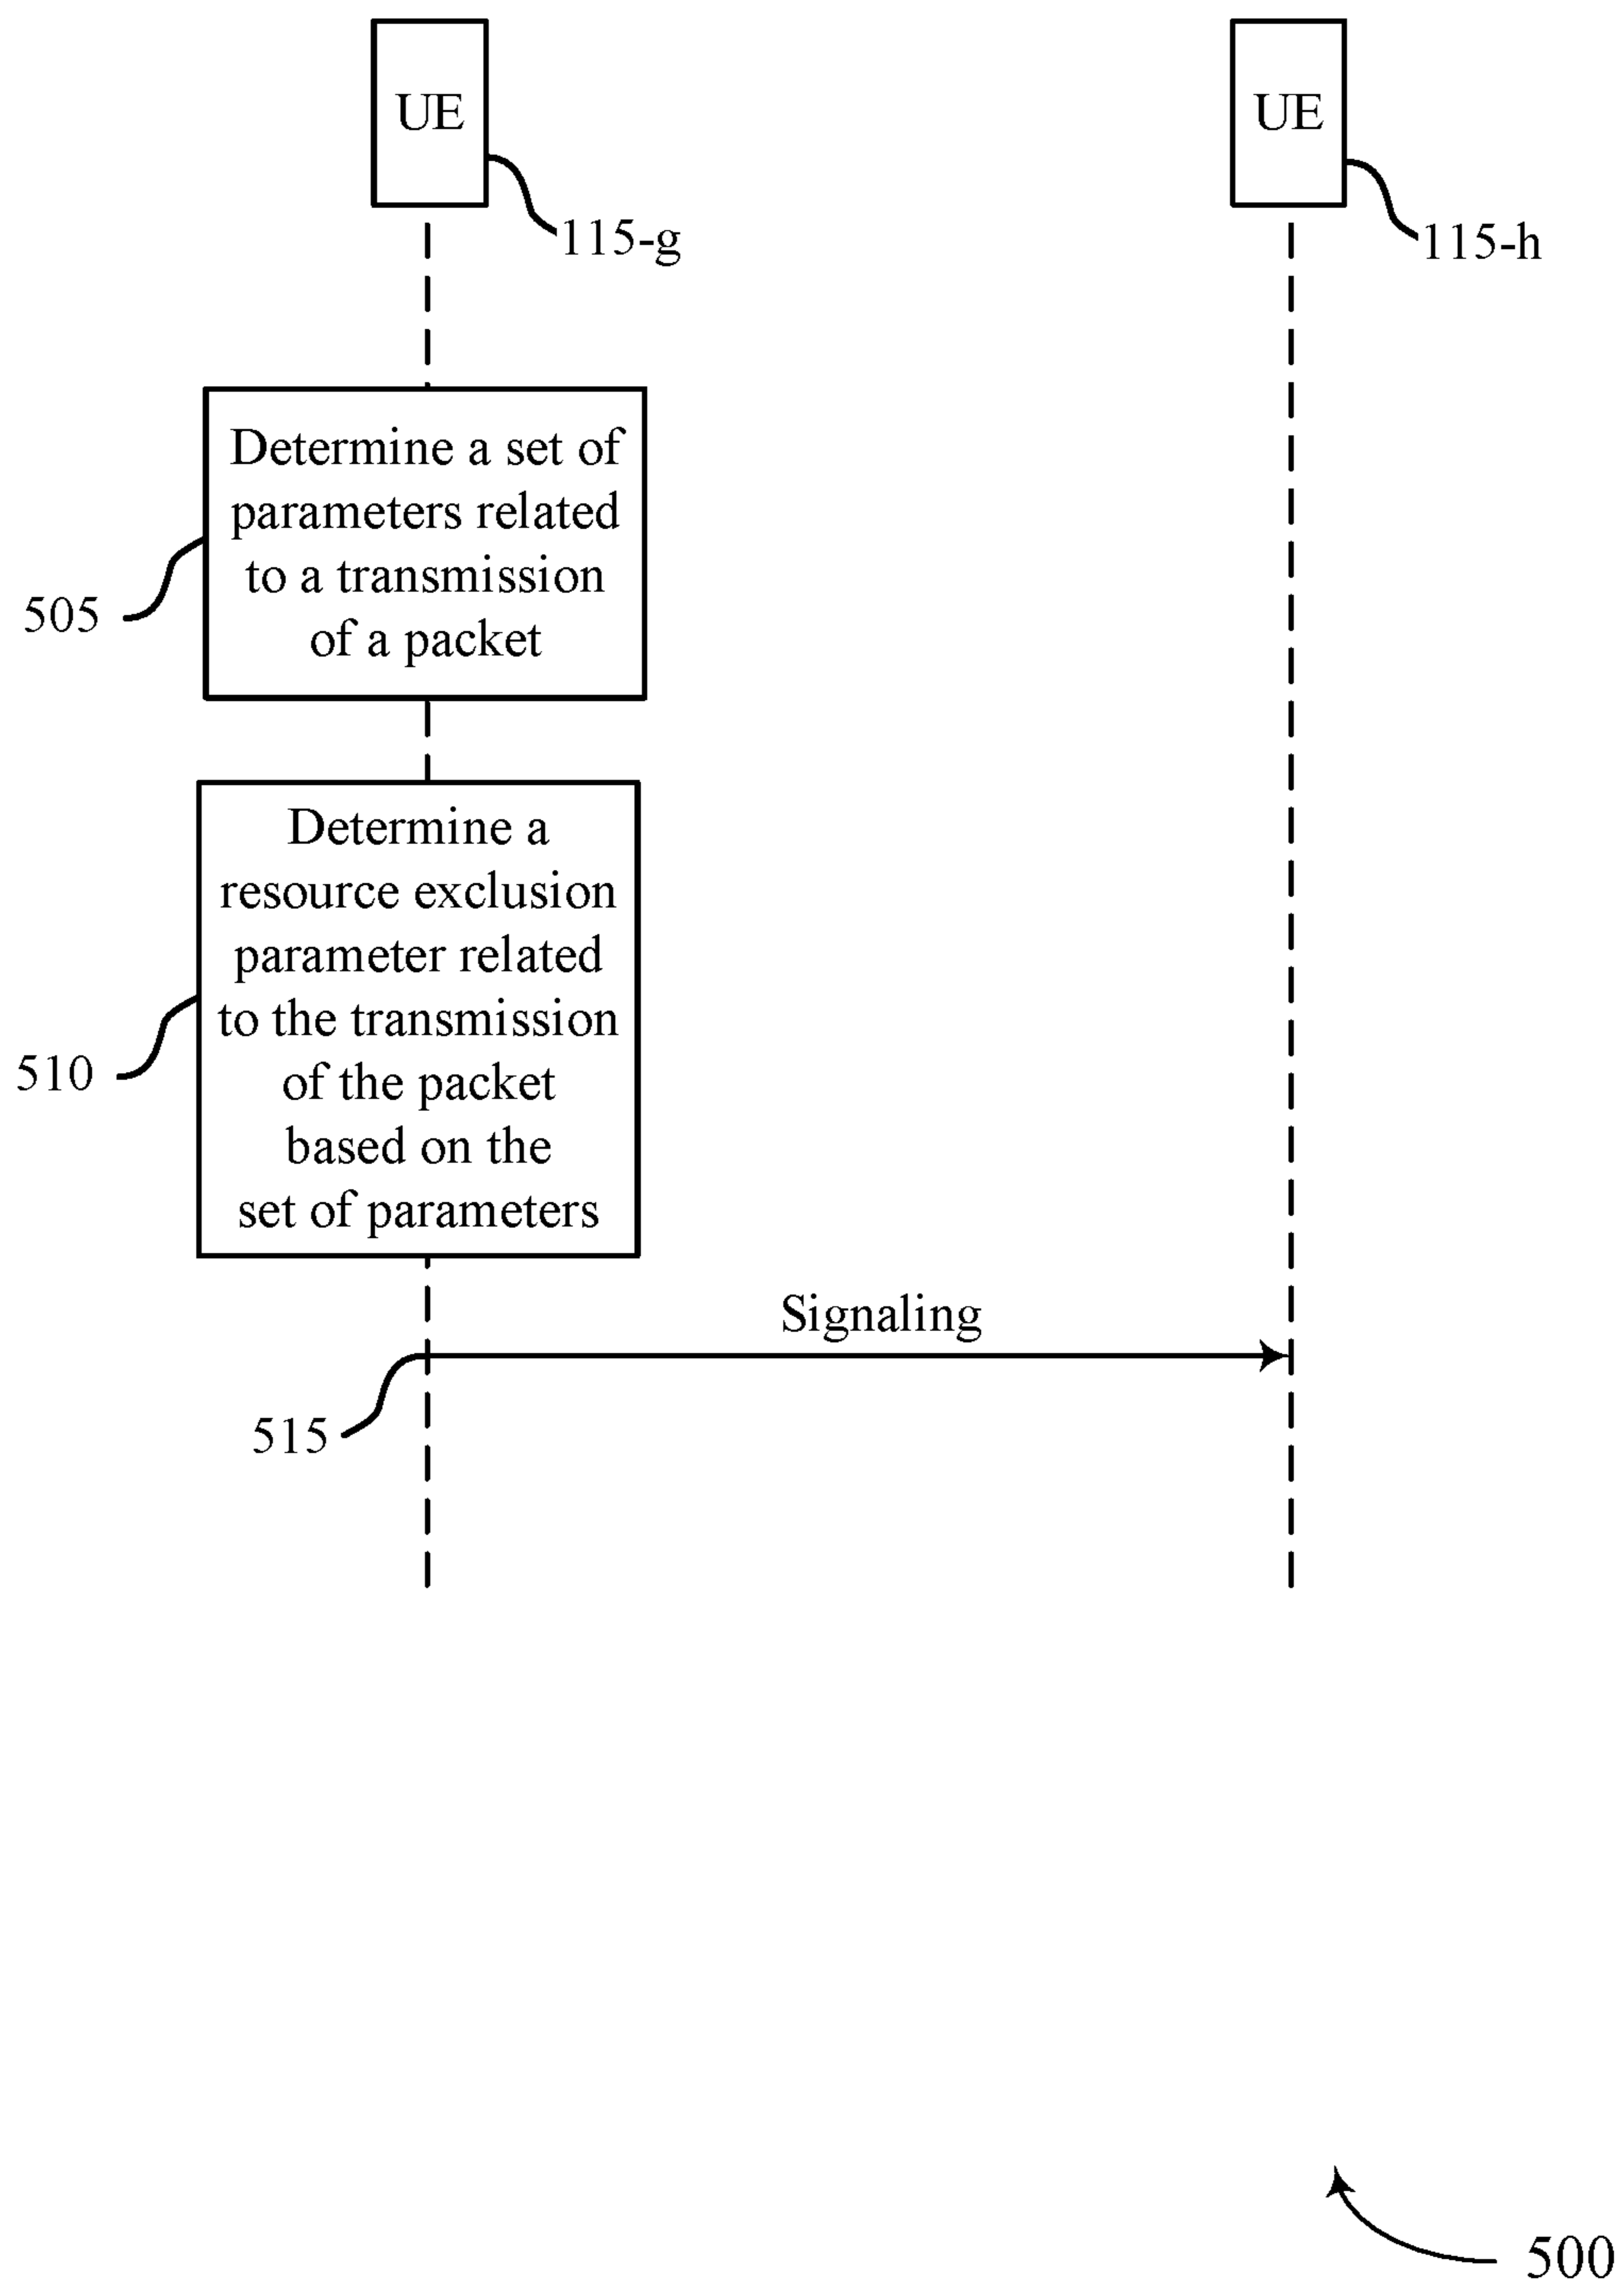 UE
UE
115-g
115-h
Determine a set of
parameters related
to a transmission
of a packet
505
Determine a
resource exclusion
parameter related
to the transmission
of the packet
based on the
set of parameters
510
Signaling
515
500